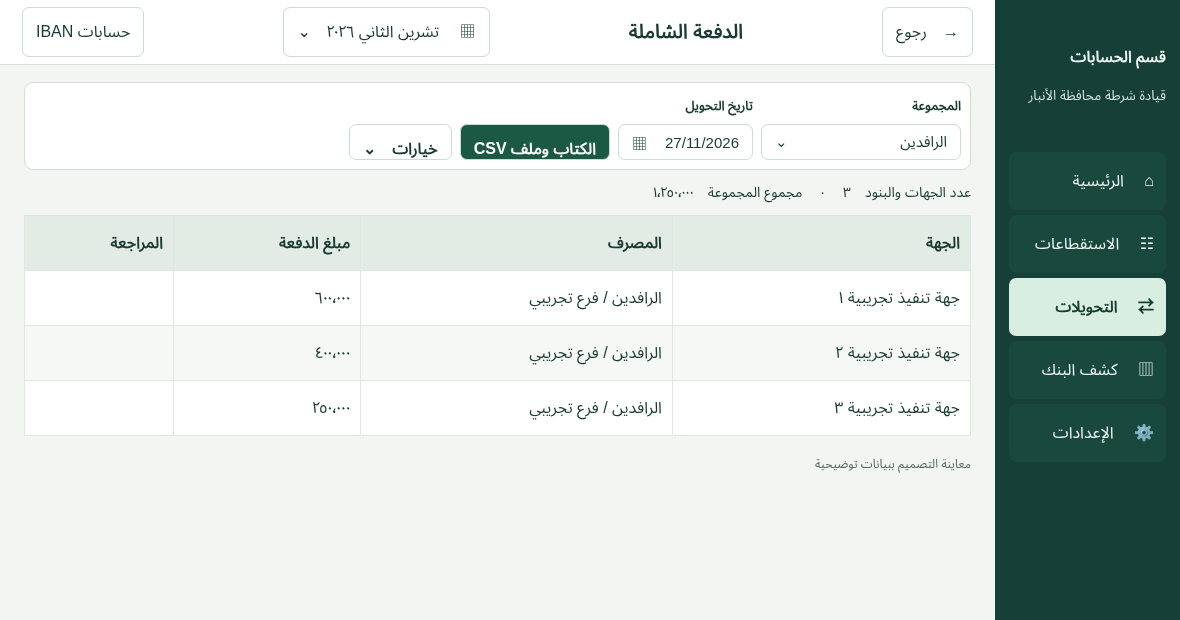 قسم الحسابات
قيادة شرطة محافظة الأنبار
الرئيسية
الاستقطاعات
التحويلات
كشف البنك
الإعدادات
→ رجوع
الدفعة الشاملة
تشرين الثاني ٢٠٢٦
حسابات IBAN
المجموعة
تاريخ التحويل
الرافدين
27/11/2026
الكتاب وملف CSV
خيارات
عدد الجهات والبنود ٣ · مجموع المجموعة ١،٢٥٠،٠٠٠
الجهة المصرف مبلغ الدفعة المراجعة
جهة تنفيذ تجريبية ١ الرافدين / فرع تجريبي ٦٠٠،٠٠٠
جهة تنفيذ تجريبية ٢ الرافدين / فرع تجريبي ٤٠٠،٠٠٠
جهة تنفيذ تجريبية ٣ الرافدين / فرع تجريبي ٢٥٠،٠٠٠
معاينة التصميم ببيانات توضيحية